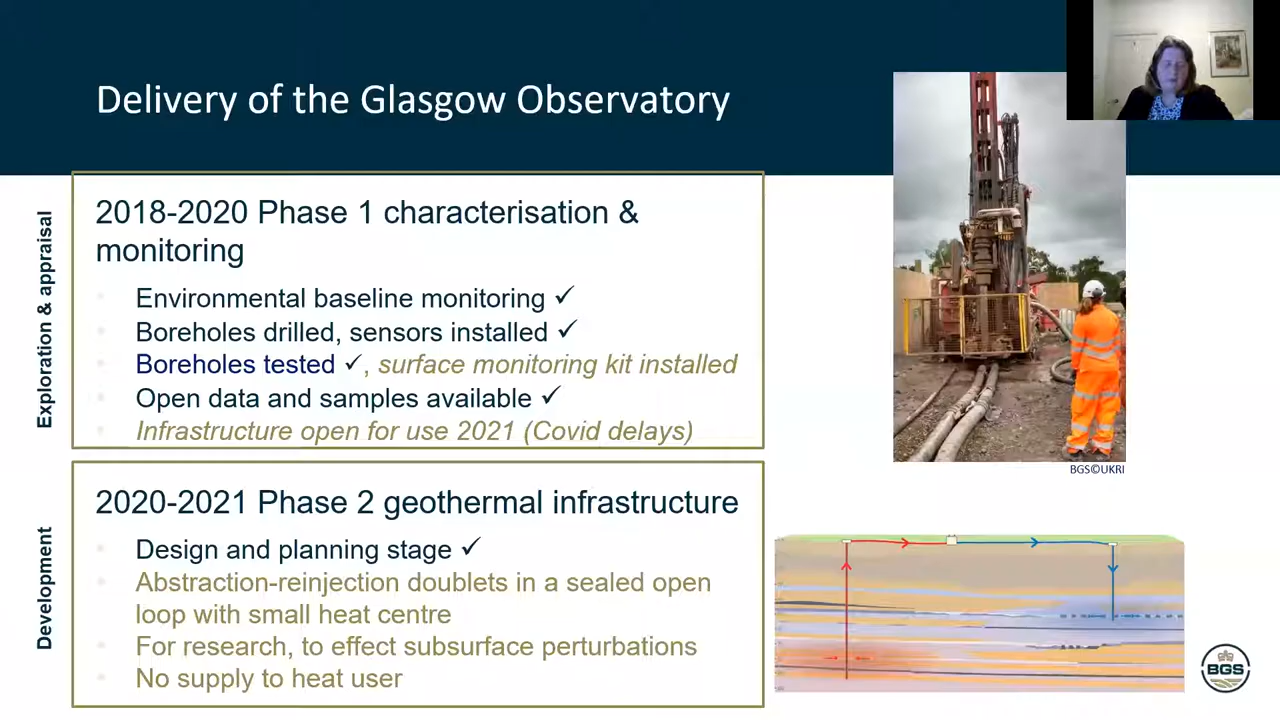 Delivery of the Glasgow Observatory
Exploration & appraisal
2018-2020 Phase 1 characterisation &
monitoring
Environmental baseline monitoring ✓
Boreholes drilled, sensors installed ✓
Boreholes tested ✓, surface monitoring kit installed
Open data and samples available ✓
Infrastructure open for use 2021 (Covid delays)
BGS©UKRI
Development
2020-2021 Phase 2 geothermal infrastructure
Design and planning stage ✓
Abstraction-reinjection doublets in a sealed open
loop with small heat centre
For research, to effect subsurface perturbations
No supply to heat user
BGS